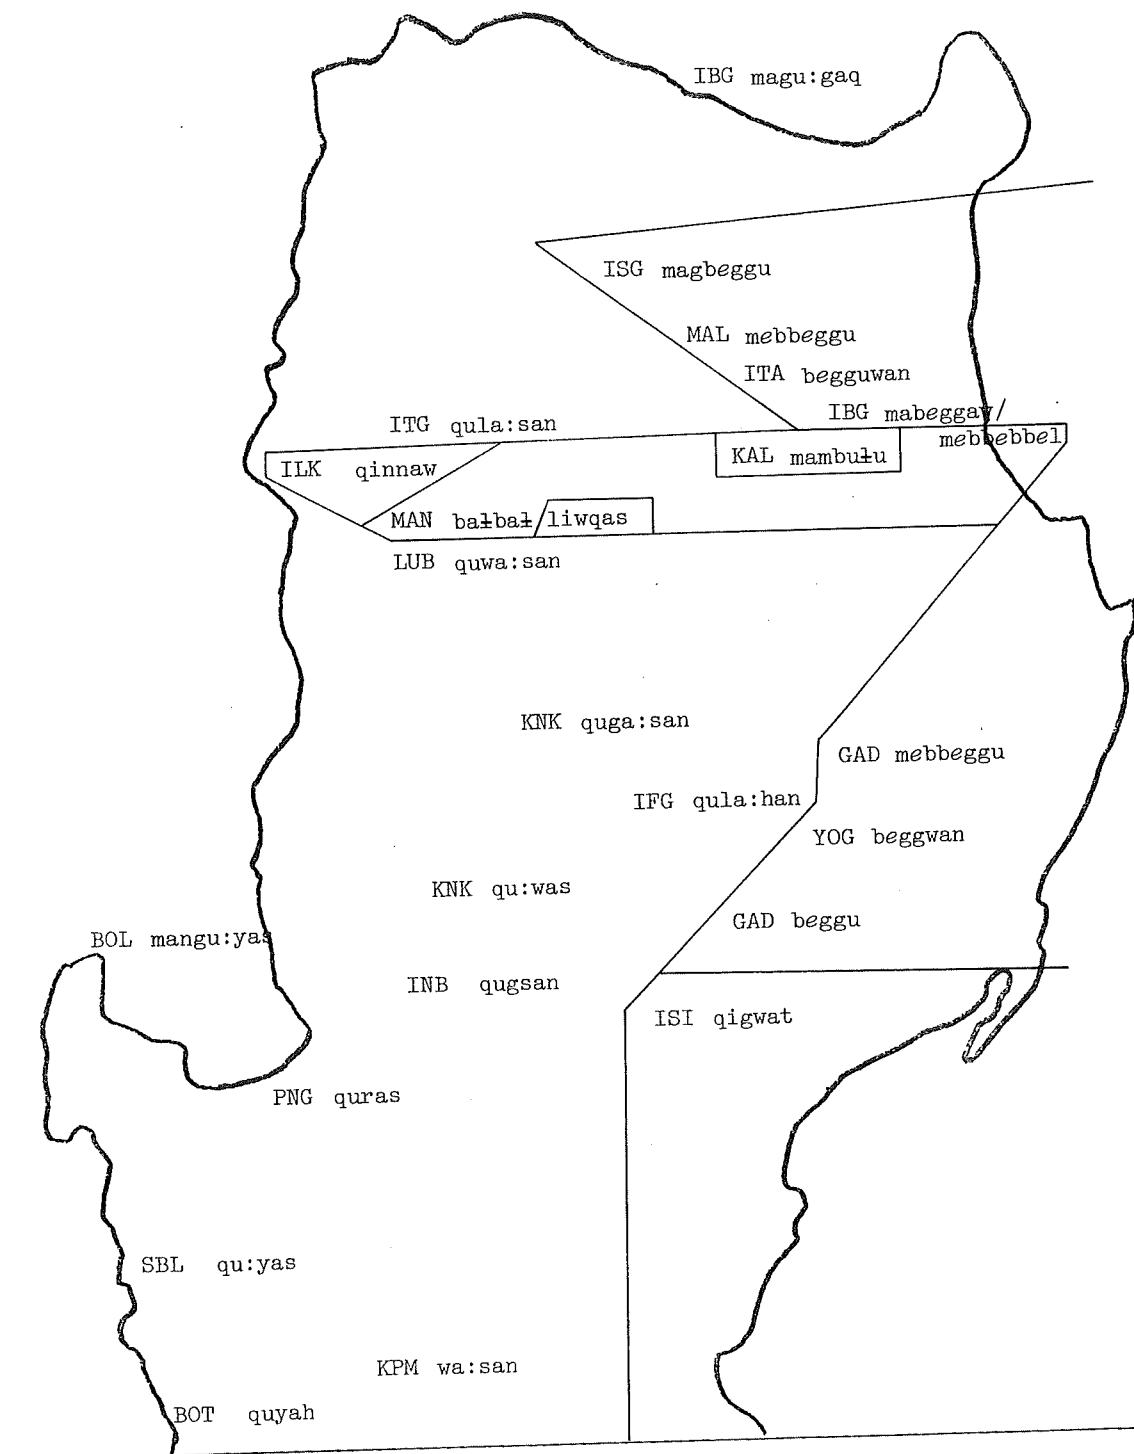 IBG magu:gaq
ISG magbeggu
MAL mebbeggu
ITA begguwan
IBG mabeggaw/
mebbebbel
ITG qula:san
KAL mambuƚu
ILK qinnaw
MAN baƚbaƚ/liwqas
LUB quwa:san
KNK quga:san
GAD mebbeggu
IFG qula:han
YOG beggwan
KNK qu:was
GAD beggu
BOL mangu:yas
INB qugsan
ISI qigwat
PNG quras
SBL qu:yas
KPM wa:san
BOT quyah